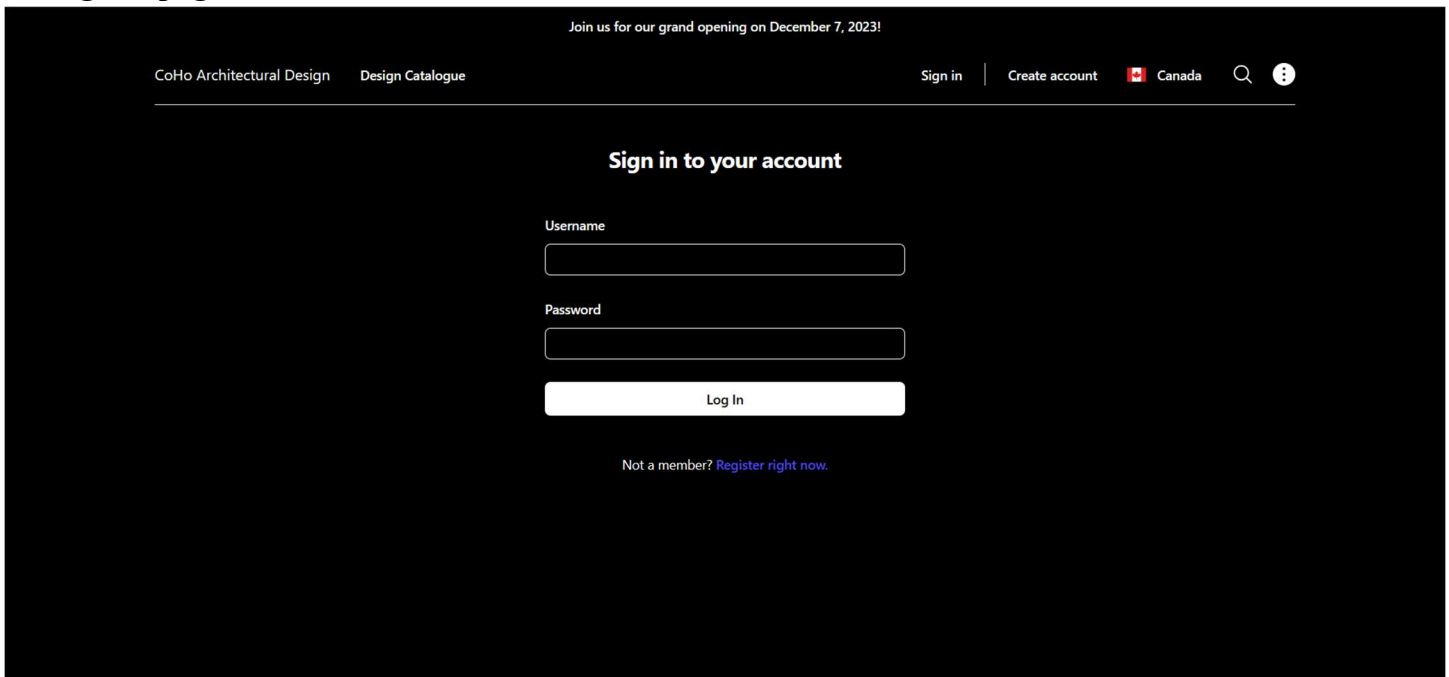 Join us for our grand opening on December 7, 2023!
CoHo Architectural Design Design Catalogue Sign in Create account Canada
Sign in to your account
Username
Password
Log In
Not a member? Register right now.